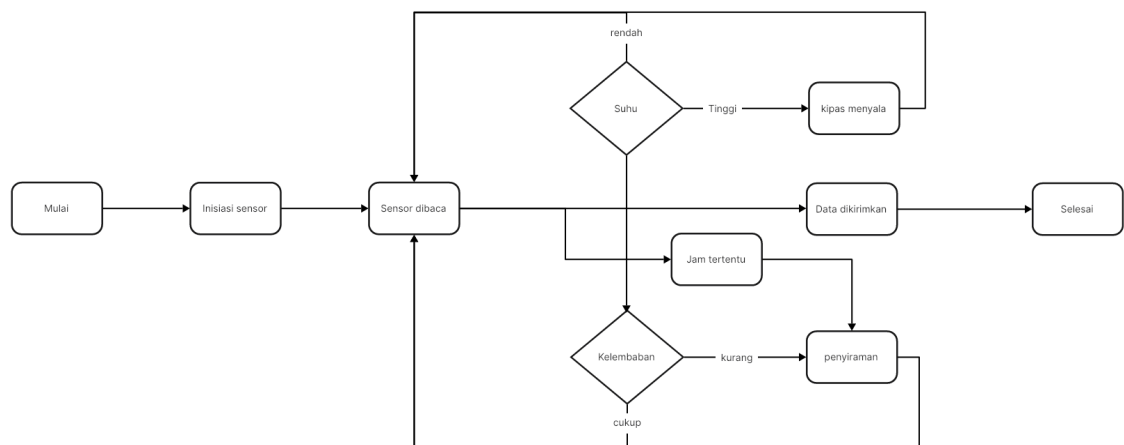 rendah
Suhu
Tinggi
kipas menyala
Mulai
Inisiasi sensor
Sensor dibaca
Data dikirimkan
Selesai
Jam tertentu
Kelembaban
kurang
penyiraman
cukup